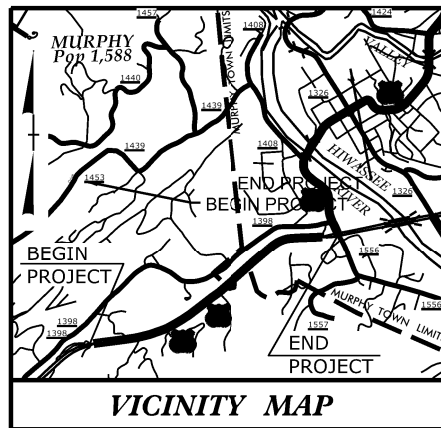 1457
1424
1408
MURPHY
Pop 1,588
VALLEY
MURPHY TOWN LIMITS
1440
1326
1439
1439
1408
HIWASSEE
RIVER
1453
END PROJECT
BEGIN PROJECT
1326
1398
BEGIN
PROJECT
1556
1556
MURPHY TOWN LIMITS
1398
1398
1557
END
PROJECT
VICINITY MAP